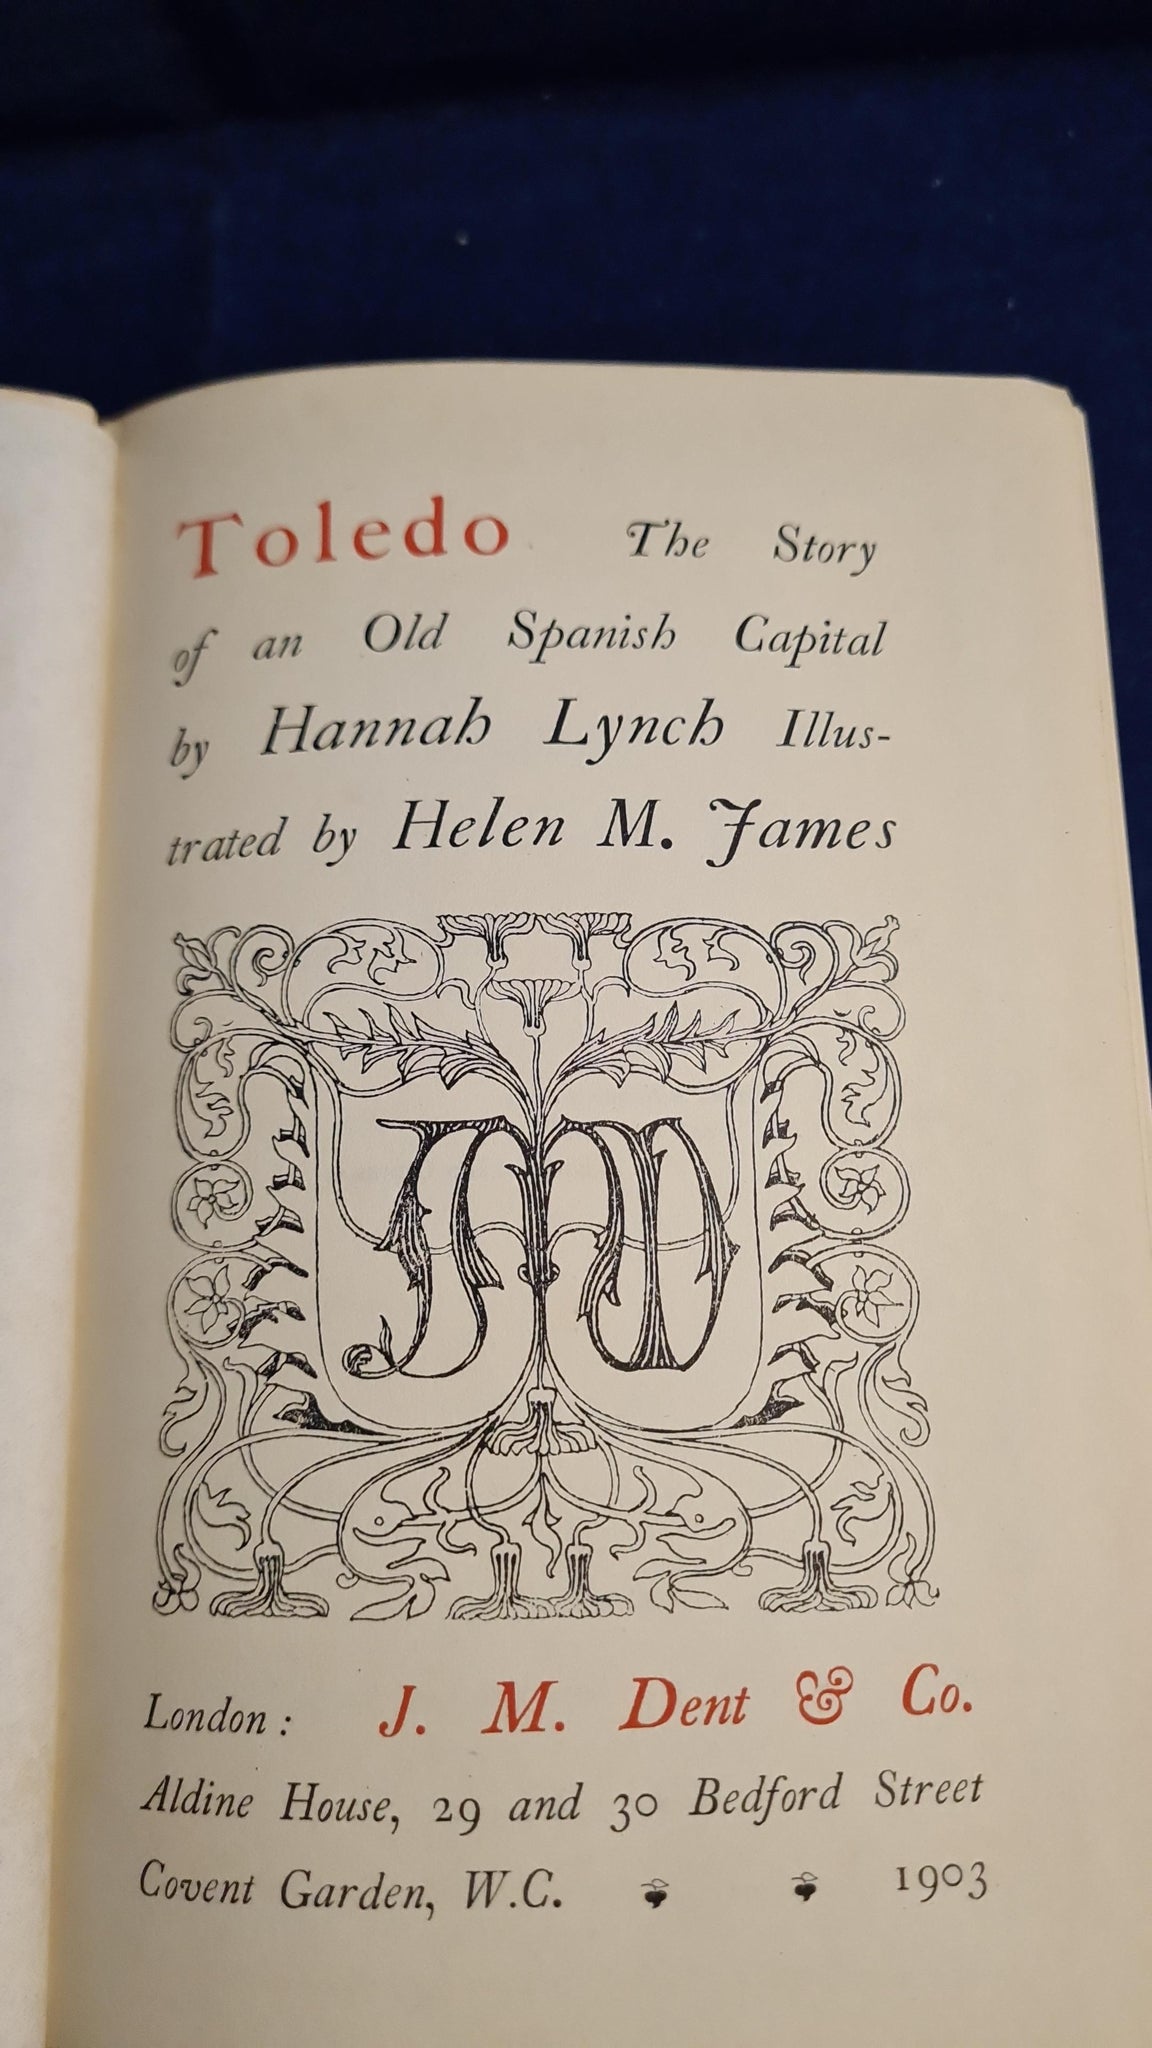 Toledo The Story
of an Old Spanish Capital
by Hannah Lynch Illus-
trated by Helen M. James
JMD
London: J. M. Dent & Co.
Aldine House, 29 and 30 Bedford Street
Covent Garden, W.C. 1903